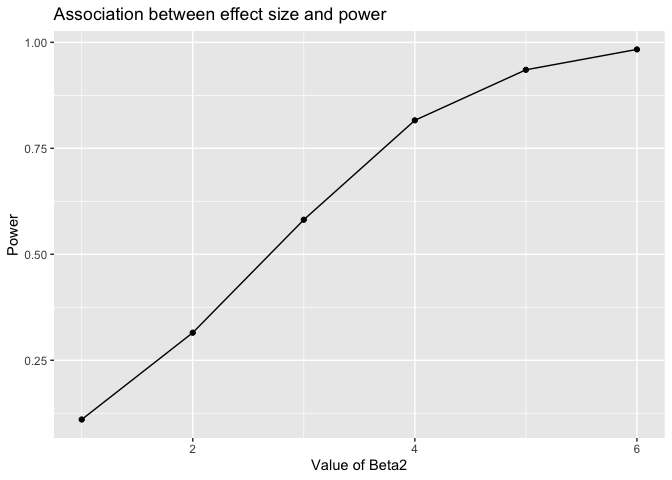 Association between effect size and power
1.00
0.75
0.50
0.25
Power
2
4
6
Value of Beta2